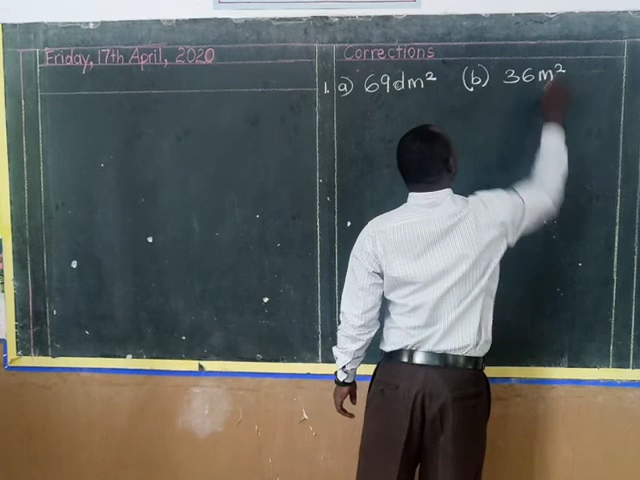 Friday, 17th April, 2020
Corrections
1. a) 69dm² (b) 36m²